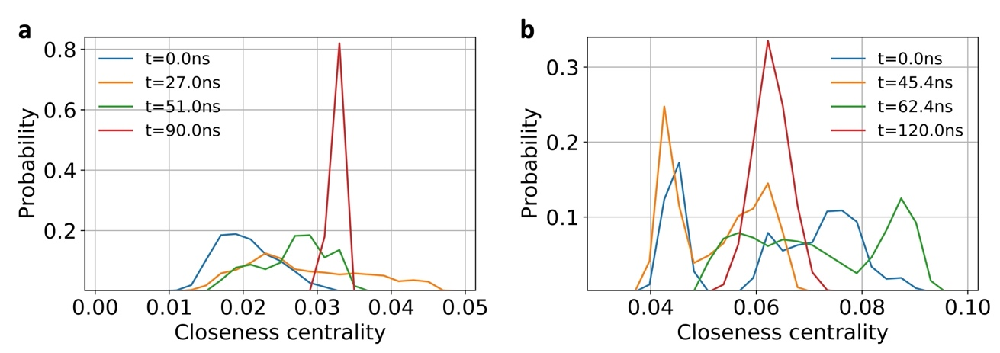 a
Probability
0.8
0.6
0.4
0.2
t=0.0ns
t=27.0ns
t=51.0ns
t=90.0ns
0.00 0.01 0.02 0.03 0.04 0.05
Closeness centrality
b
Probability
0.3
0.2
0.1
t=0.0ns
t=45.4ns
t=62.4ns
t=120.0ns
0.04 0.06 0.08 0.10
Closeness centrality